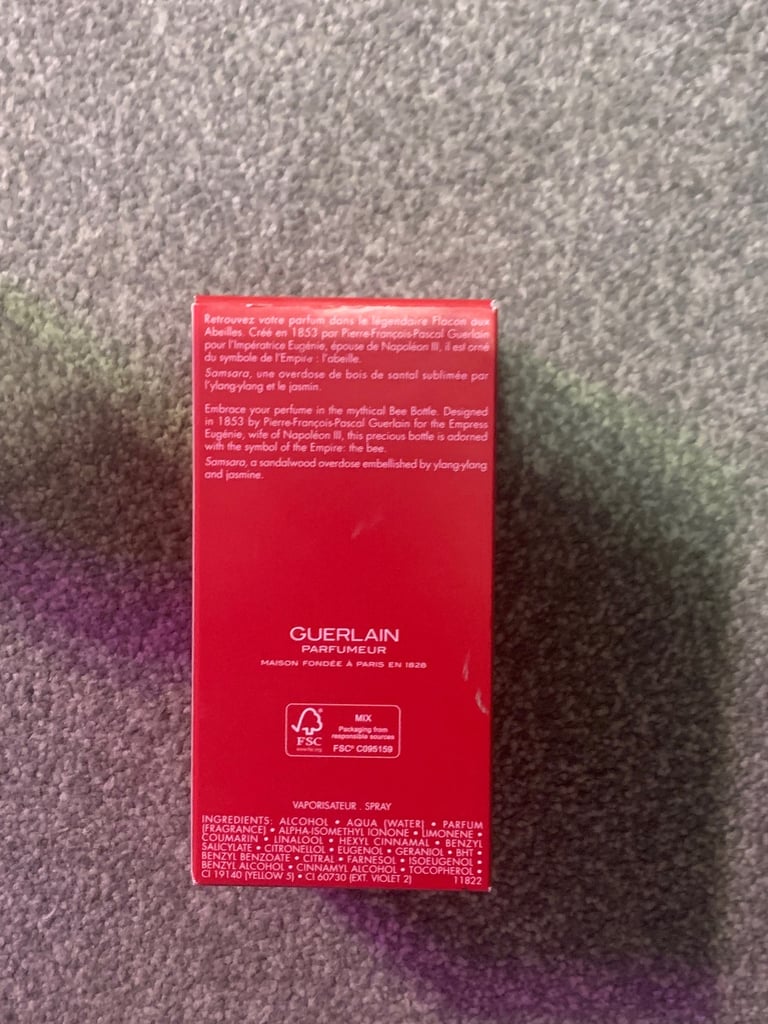 Retrouvez votre parfum dans le légendaire Flacon aux
Abeilles. Créé en 1853 par Pierre-François-Pascal Guerlain
pour l'Impératrice Eugénie, épouse de Napoléon III, il est orné
du symbole de l'Empire : l'abeille.
Samsara, une overdose de bois de santal sublimée par
l'ylang-ylang et le jasmin.
Embrace your perfume in the mythical Bee Bottle. Designed
in 1853 by Pierre-François-Pascal Guerlain for the Empress
Eugénie, wife of Napoléon III, this precious bottle is adorned
with the symbol of the Empire: the bee.
Samsara, a sandalwood overdose embellished by ylang-ylang
and jasmine.
GUERLAIN
PARFUMEUR
MAISON FONDÉE À PARIS EN 1828
FSC®
www.fsc.org
MIX
Packaging from
responsible sources
FSC® C095159
VAPORISATEUR . SPRAY
INGREDIENTS: ALCOHOL • AQUA (WATER) • PARFUM
(FRAGRANCE) • ALPHA-ISOMETHYL IONONE • LIMONENE •
COUMARIN • LINALOOL • HEXYL CINNAMAL • BENZYL
SALICYLATE • CITRONELLOL • EUGENOL • GERANIOL • BHT •
BENZYL BENZOATE • CITRAL • FARNESOL • ISOEUGENOL •
BENZYL ALCOHOL • CINNAMYL ALCOHOL • TOCOPHEROL •
CI 19140 (YELLOW 5) • CI 60730 (EXT. VIOLET 2) 11822